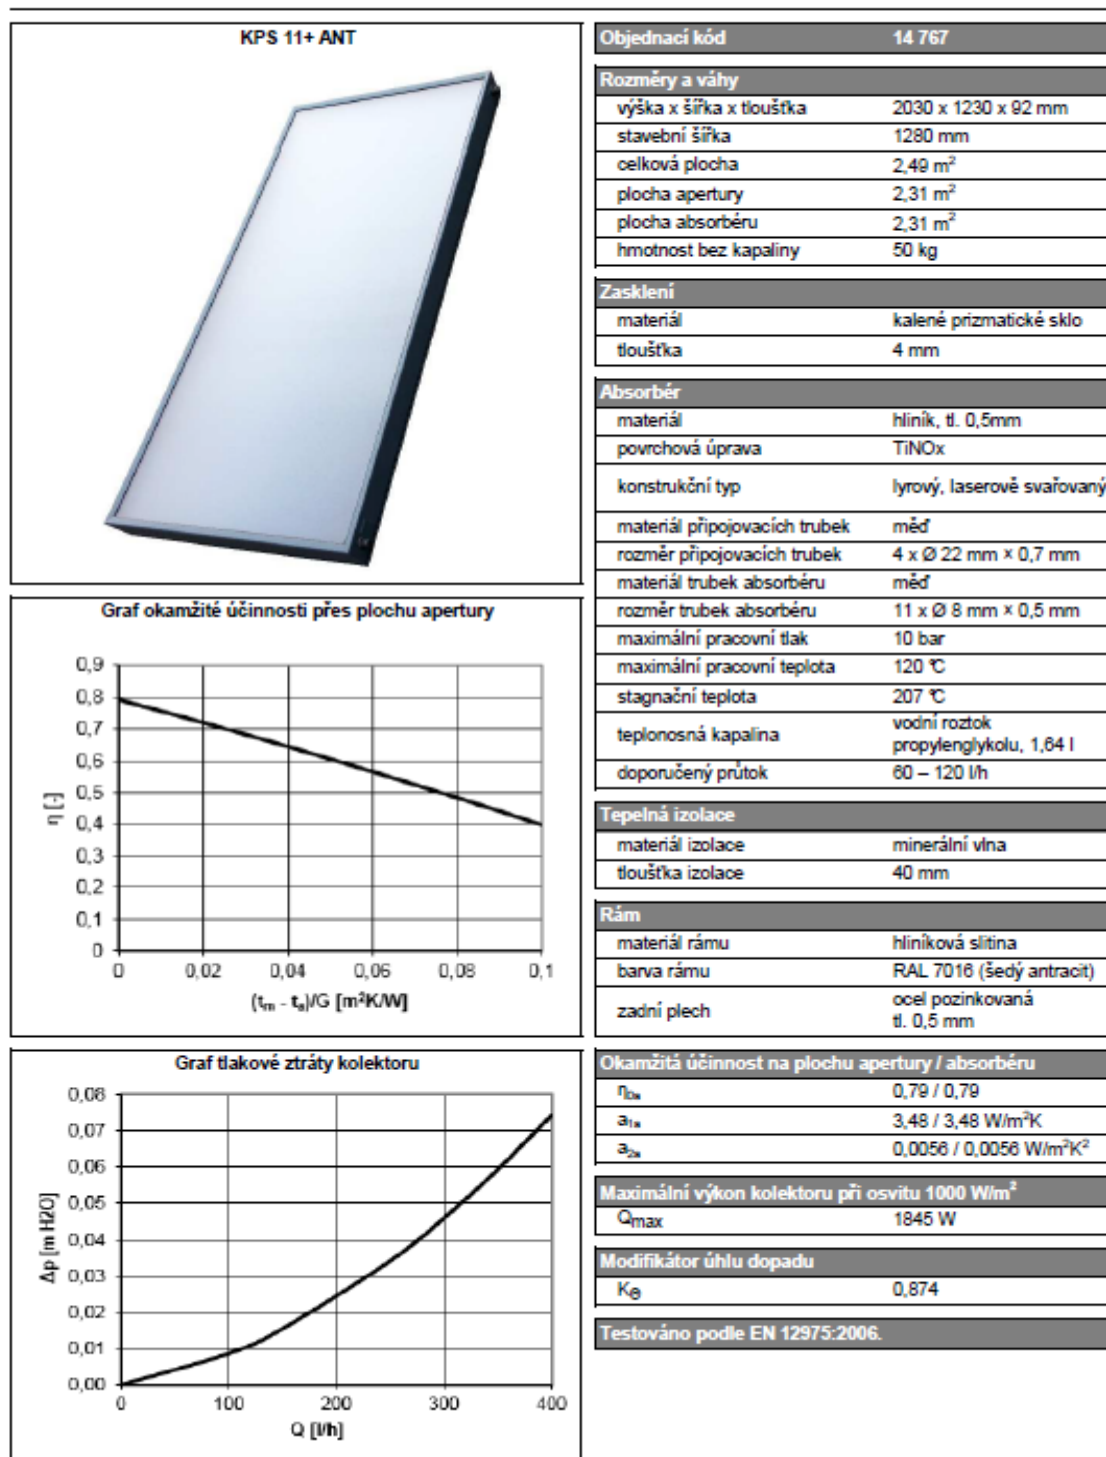 KPS 11+ ANT
Graf okamžité účinnosti přes plochu apertury
0,9
0,8
0,7
0,6
0,5
0,4
0,3
0,2
0,1
0
η [-]
0 0,02 0,04 0,06 0,08 0,1
(tm - ta)/G [m²K/W]
Graf tlakové ztráty kolektoru
0,08
0,07
0,06
0,05
0,04
0,03
0,02
0,01
0,00
Δp [m H2O]
0 100 200 300 400
Q [l/h]
Objednací kód 14 767
Rozměry a váhy
výška x šířka x tloušťka 2030 x 1230 x 92 mm
stavební šířka 1280 mm
celková plocha 2,49 m²
plocha apertury 2,31 m²
plocha absorbéru 2,31 m²
hmotnost bez kapaliny 50 kg
Zasklení
materiál kalené prizmatické sklo
tloušťka 4 mm
Absorbér
materiál hliník, tl. 0,5mm
povrchová úprava TiNOx
konstrukční typ lyrový, laserově svařovaný
materiál připojovacích trubek měď
rozměr připojovacích trubek 4 x Ø 22 mm × 0,7 mm
materiál trubek absorbéru měď
rozměr trubek absorbéru 11 x Ø 8 mm × 0,5 mm
maximální pracovní tlak 10 bar
maximální pracovní teplota 120 °C
stagnační teplota 207 °C
teplonosná kapalina vodní roztok
propylenglykolu, 1,64 l
doporučený průtok 60 – 120 l/h
Tepelná izolace
materiál izolace minerální vlna
tloušťka izolace 40 mm
Rám
materiál rámu hliníková slitina
barva rámu RAL 7016 (šedý antracit)
zadní plech ocel pozinkovaná
tl. 0,5 mm
Okamžitá účinnost na plochu apertury / absorbéru
η0a 0,79 / 0,79
a1a 3,48 / 3,48 W/m²K
a2a 0,0056 / 0,0056 W/m²K²
Maximální výkon kolektoru při osvitu 1000 W/m²
Qmax 1845 W
Modifikátor úhlu dopadu
KΘ 0,874
Testováno podle EN 12975:2006.